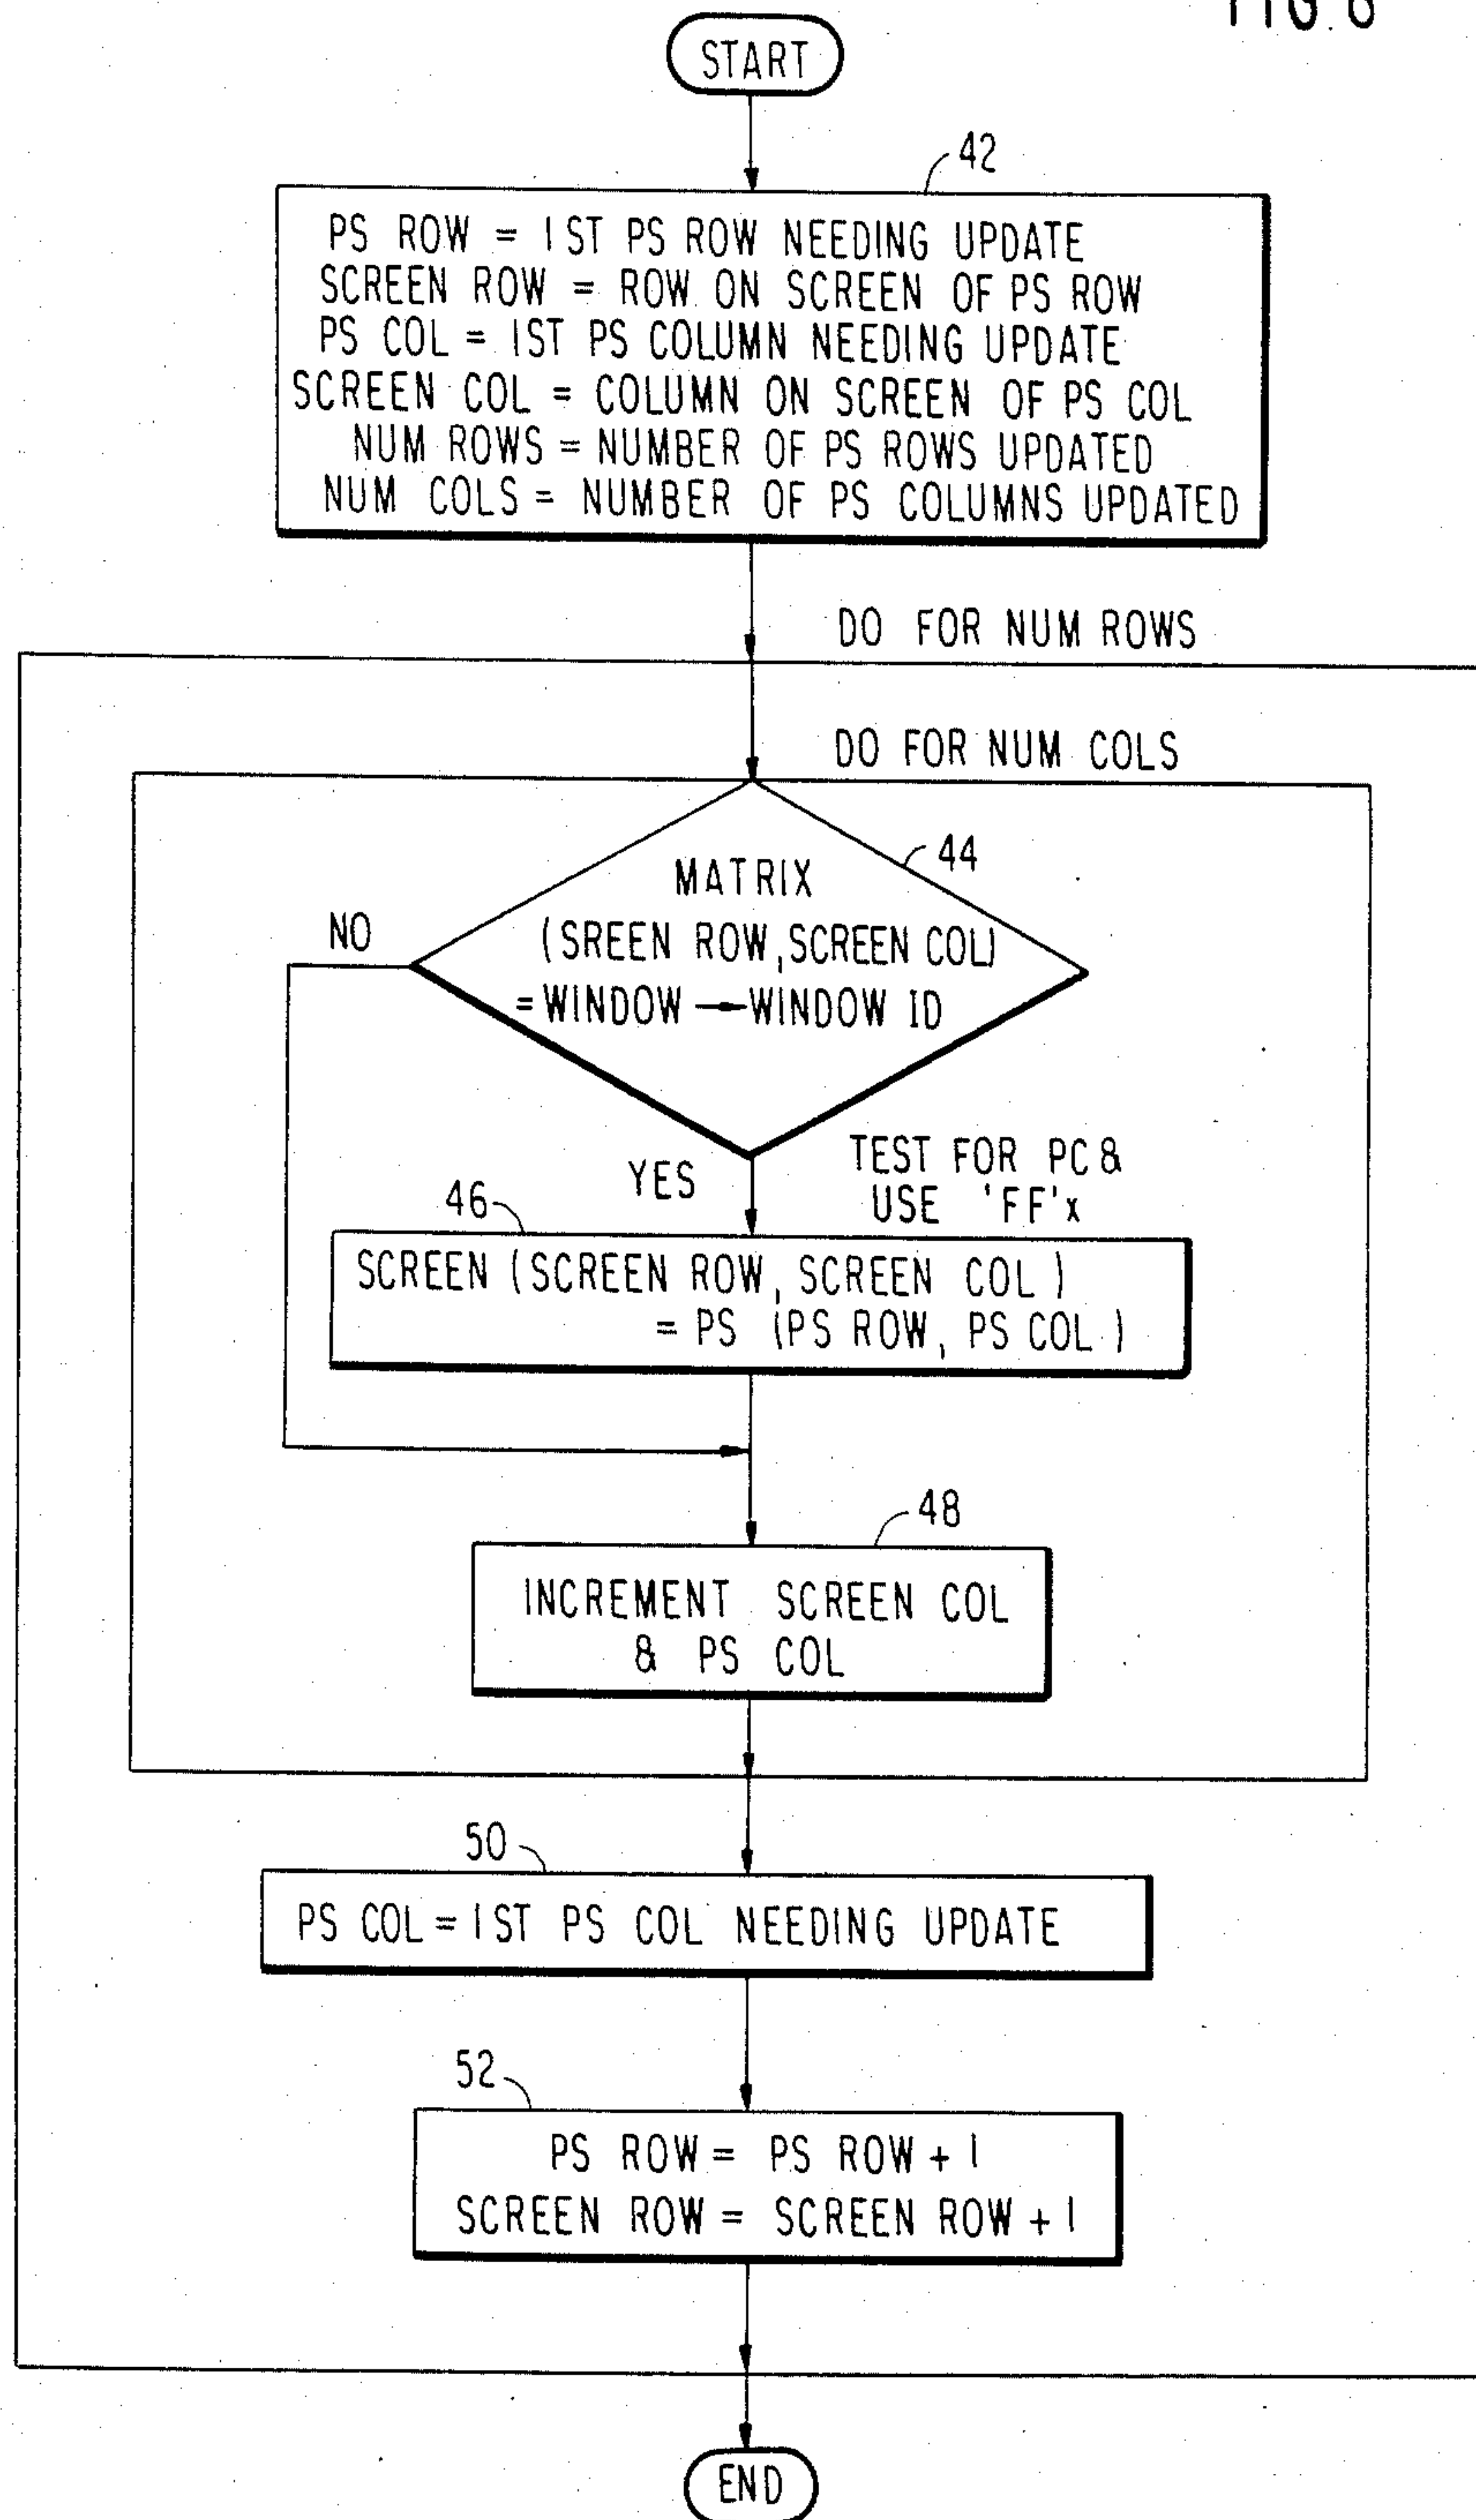 FIG. 6
START
42
PS ROW = 1ST PS ROW NEEDING UPDATE
SCREEN ROW = ROW ON SCREEN OF PS ROW
PS COL = 1ST PS COLUMN NEEDING UPDATE
SCREEN COL = COLUMN ON SCREEN OF PS COL
NUM ROWS = NUMBER OF PS ROWS UPDATED
NUM COLS = NUMBER OF PS COLUMNS UPDATED
DO FOR NUM ROWS
DO FOR NUM COLS
44
MATRIX
(SREEN ROW, SCREEN COL)
= WINDOW → WINDOW ID
NO
YES
TEST FOR PC &
USE 'FF'x
46
SCREEN (SCREEN ROW, SCREEN COL)
= PS (PS ROW, PS COL)
48
INCREMENT SCREEN COL
& PS COL
50
PS COL = 1ST PS COL NEEDING UPDATE
52
PS ROW = PS ROW + 1
SCREEN ROW = SCREEN ROW + 1
END